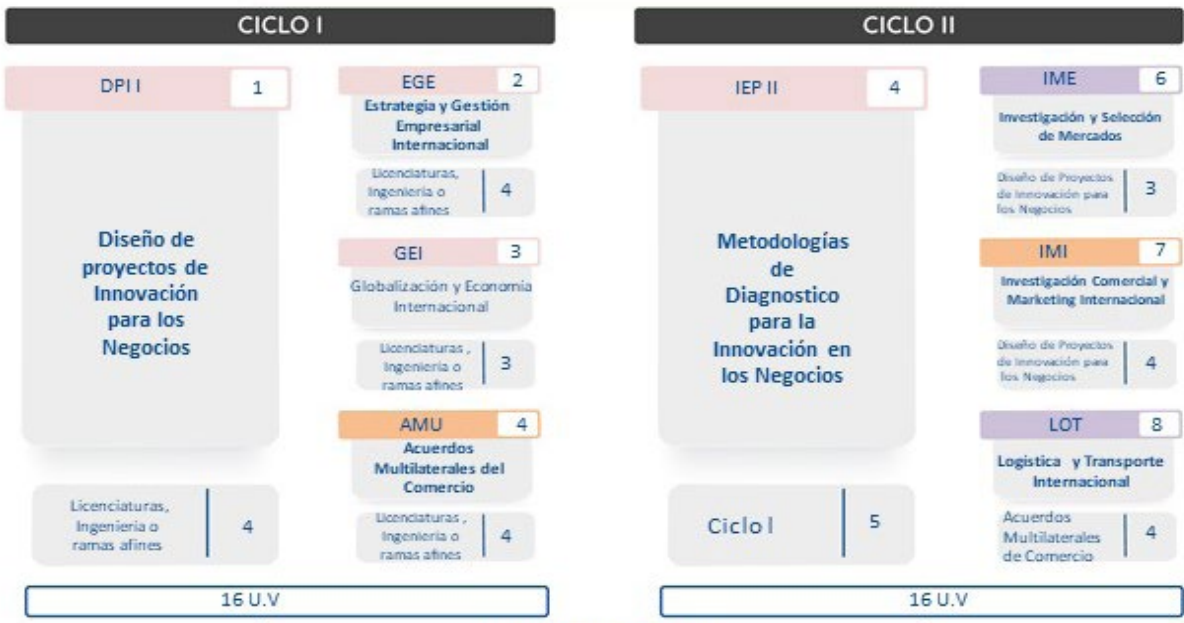 CICLO I
DPI I 1
Diseño de
proyectos de
Innovación
para los
Negocios
Licenciaturas,
Ingeniería o
ramas afines
4
EGE 2
Estrategia y Gestión
Empresarial
Internacional
Licenciaturas,
Ingeniería o
ramas afines
4
GEI 3
Globalización y Economía
Internacional
Licenciaturas,
Ingeniería o
ramas afines
3
AMU 4
Acuerdos
Multilaterales del
Comercio
Licenciaturas,
Ingeniería o
ramas afines
4
16 U.V
CICLO II
IEP II 4
Metodologías
de
Diagnostico
para la
Innovación en
los Negocios
Ciclo I
5
IME 6
Investigación y Selección
de Mercados
Diseño de Proyectos
de Innovación para
los Negocios
3
IMI 7
Investigación Comercial y
Marketing Internacional
Diseño de Proyectos
de Innovación para
los Negocios
4
LOT 8
Logística y Transporte
Internacional
Acuerdos
Multilaterales
de Comercio
4
16 U.V